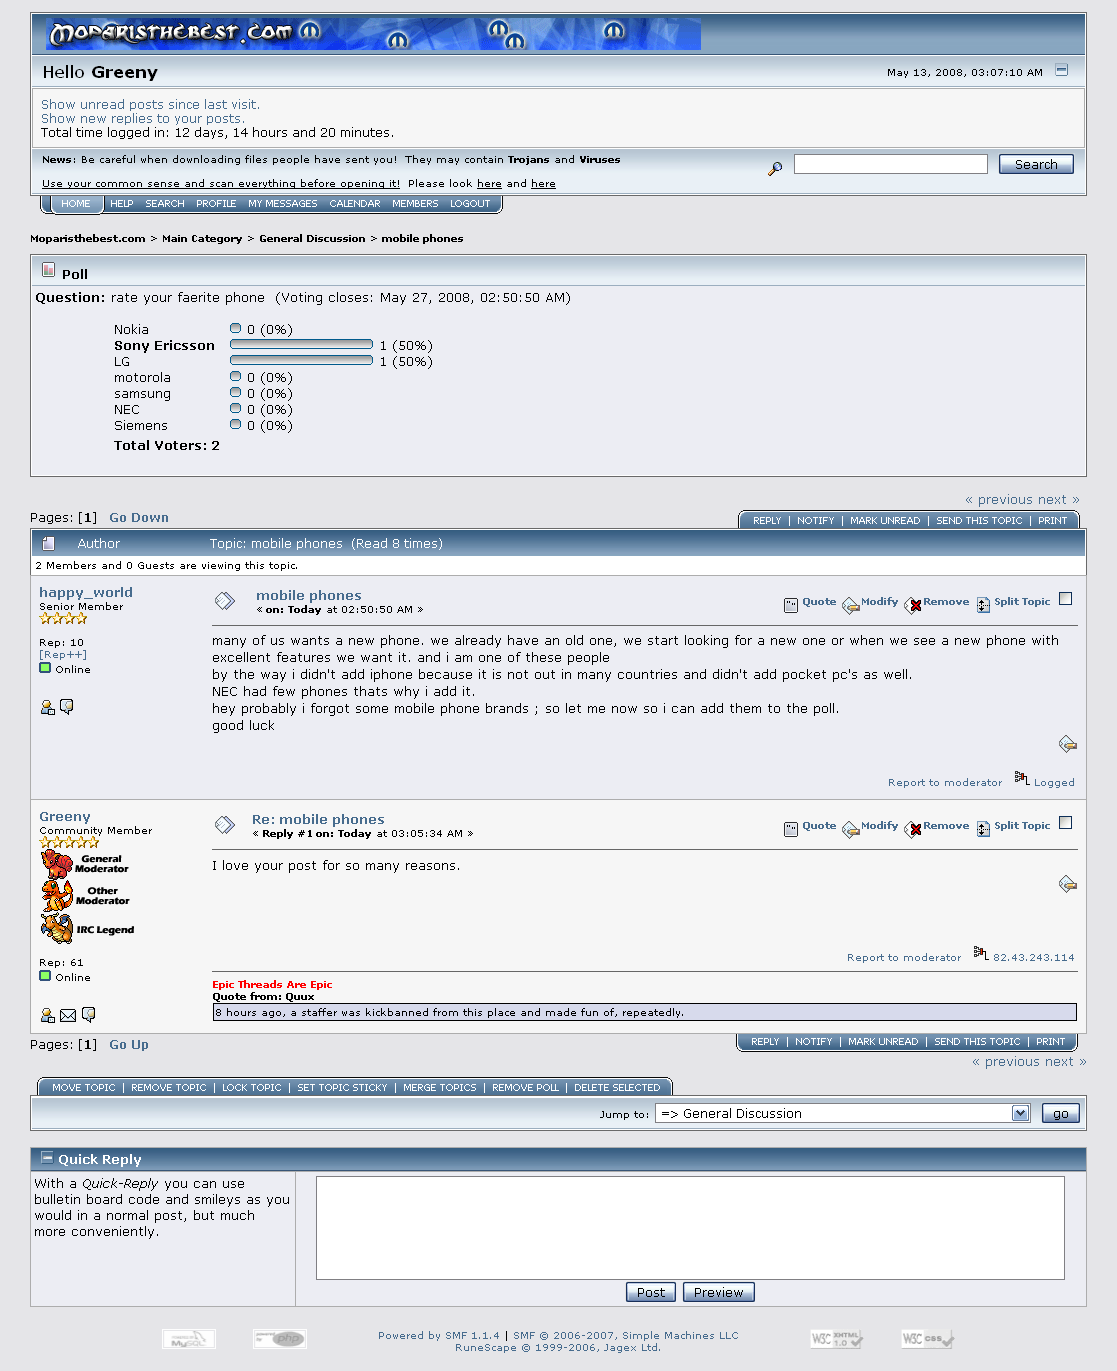 Moparisthebest.com
Hello Greeny
May 13, 2008, 03:07:10 AM
Show unread posts since last visit.
Show new replies to your posts.
Total time logged in: 12 days, 14 hours and 20 minutes.
News: Be careful when downloading files people have sent you! They may contain Trojans and Viruses
Use your common sense and scan everything before opening it! Please look here and here
Search
HOME HELP SEARCH PROFILE MY MESSAGES CALENDAR MEMBERS LOGOUT
Moparisthebest.com > Main Category > General Discussion > mobile phones
Poll
Question: rate your faerite phone (Voting closes: May 27, 2008, 02:50:50 AM)
Nokia 0 (0%)
Sony Ericsson 1 (50%)
LG 1 (50%)
motorola 0 (0%)
samsung 0 (0%)
NEC 0 (0%)
Siemens 0 (0%)
Total Voters: 2
« previous next »
Pages: [1] Go Down
REPLY | NOTIFY | MARK UNREAD | SEND THIS TOPIC | PRINT
Author Topic: mobile phones (Read 8 times)
2 Members and 0 Guests are viewing this topic.
happy_world
Senior Member
Rep: 10
[Rep++]
Online
mobile phones
« on: Today at 02:50:50 AM »
Quote Modify Remove Split Topic
many of us wants a new phone. we already have an old one, we start looking for a new one or when we see a new phone with
excellent features we want it. and i am one of these people
by the way i didn't add iphone because it is not out in many countries and didn't add pocket pc's as well.
NEC had few phones thats why i add it.
hey probably i forgot some mobile phone brands ; so let me now so i can add them to the poll.
good luck
Report to moderator Logged
Greeny
Community Member
General
Moderator
Other
Moderator
IRC Legend
Rep: 61
Online
Re: mobile phones
« Reply #1 on: Today at 03:05:34 AM »
Quote Modify Remove Split Topic
I love your post for so many reasons.
Report to moderator 82.43.243.114
Epic Threads Are Epic
Quote from: Quux
8 hours ago, a staffer was kickbanned from this place and made fun of, repeatedly.
Pages: [1] Go Up
REPLY | NOTIFY | MARK UNREAD | SEND THIS TOPIC | PRINT
« previous next »
MOVE TOPIC | REMOVE TOPIC | LOCK TOPIC | SET TOPIC STICKY | MERGE TOPICS | REMOVE POLL | DELETE SELECTED
Jump to: => General Discussion go
Quick Reply
With a Quick-Reply you can use
bulletin board code and smileys as you
would in a normal post, but much
more conveniently.
Post Preview
MySQL
php
Powered by SMF 1.1.4 | SMF © 2006-2007, Simple Machines LLC
RuneScape © 1999-2006, Jagex Ltd.
W3C XHTML 1.0
W3C css